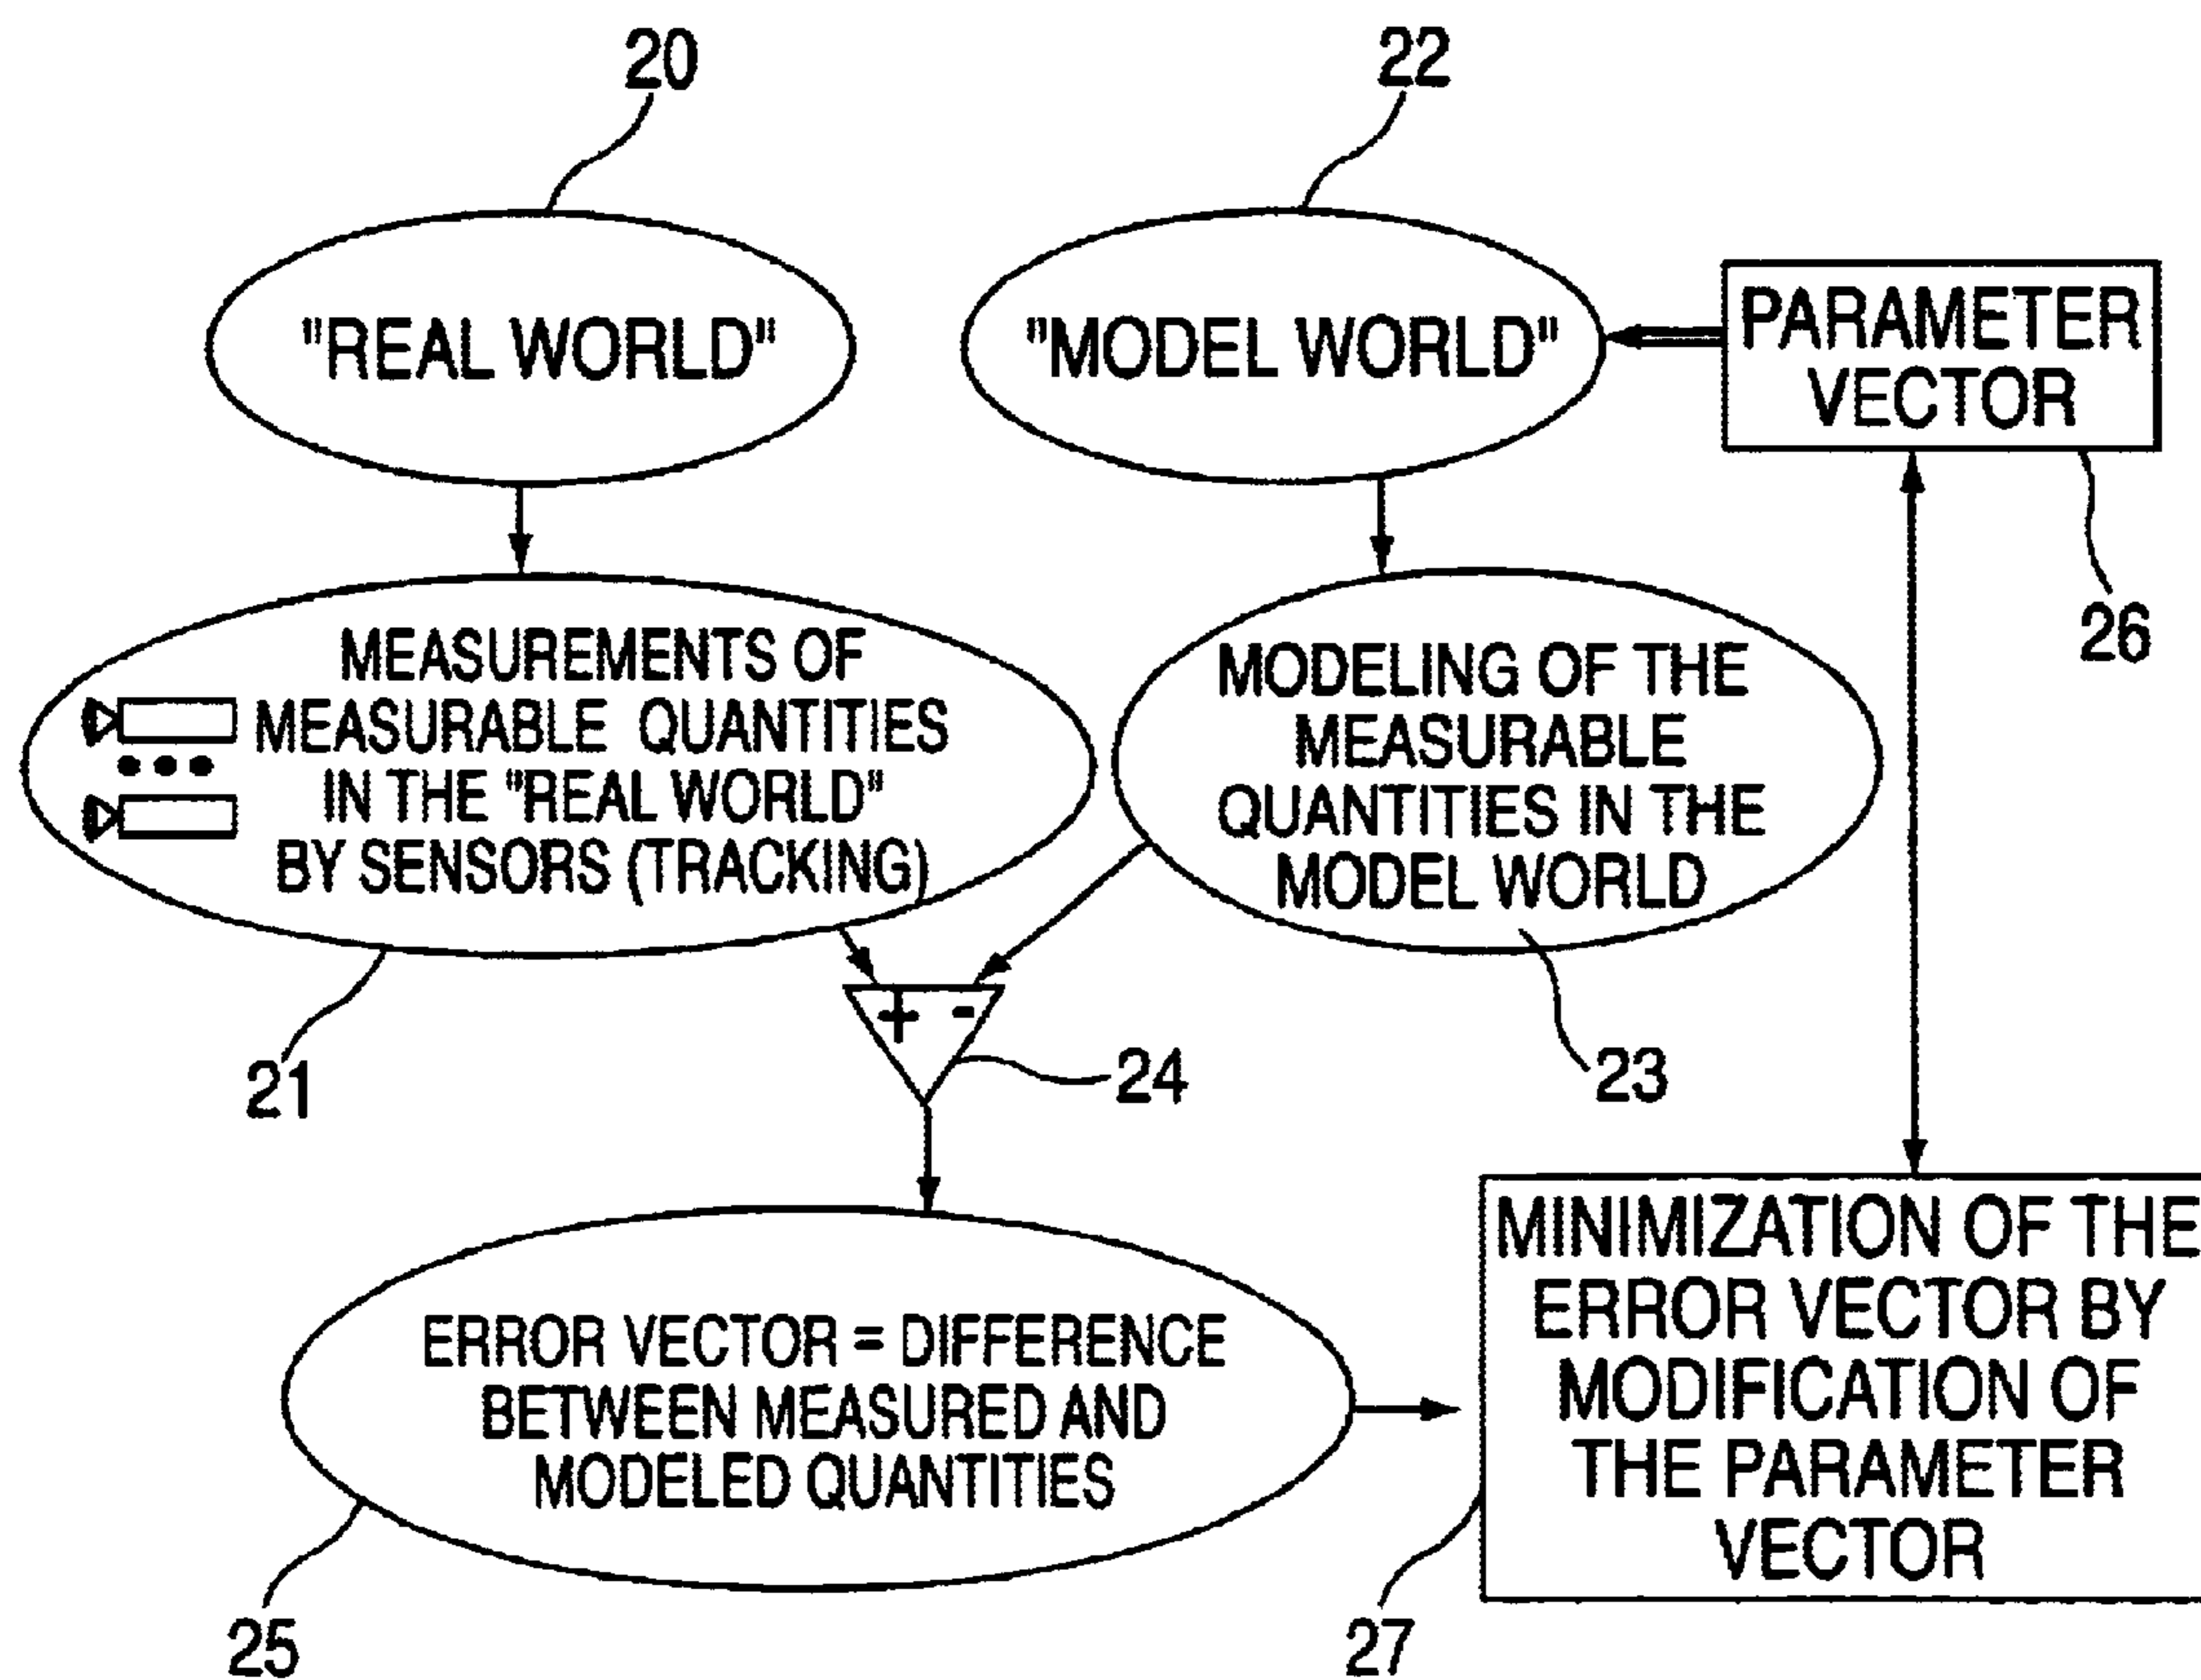 20
22
"REAL WORLD"
"MODEL WORLD"
PARAMETER
VECTOR
26
MEASUREMENTS OF
MEASURABLE QUANTITIES
IN THE "REAL WORLD"
BY SENSORS (TRACKING)
MODELING OF THE
MEASURABLE
QUANTITIES IN THE
MODEL WORLD
+ -
21
24
23
ERROR VECTOR = DIFFERENCE
BETWEEN MEASURED AND
MODELED QUANTITIES
MINIMIZATION OF THE
ERROR VECTOR BY
MODIFICATION OF
THE PARAMETER
VECTOR
25
27